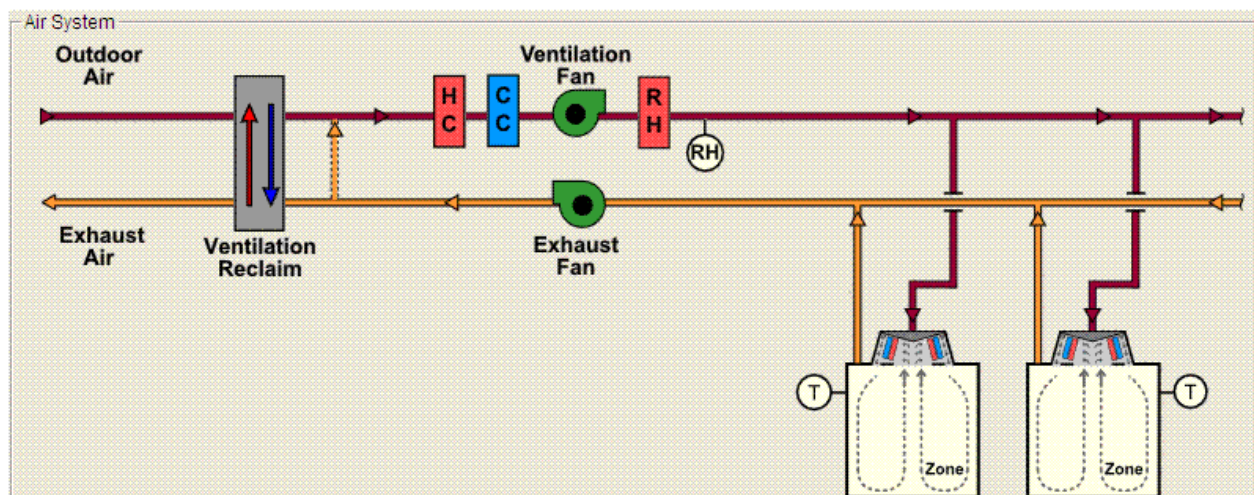 Air System
Outdoor
Air
Ventilation
Fan
H
C
C
C
R
H
RH
Exhaust
Air
Ventilation
Reclaim
Exhaust
Fan
T
T
Zone
Zone